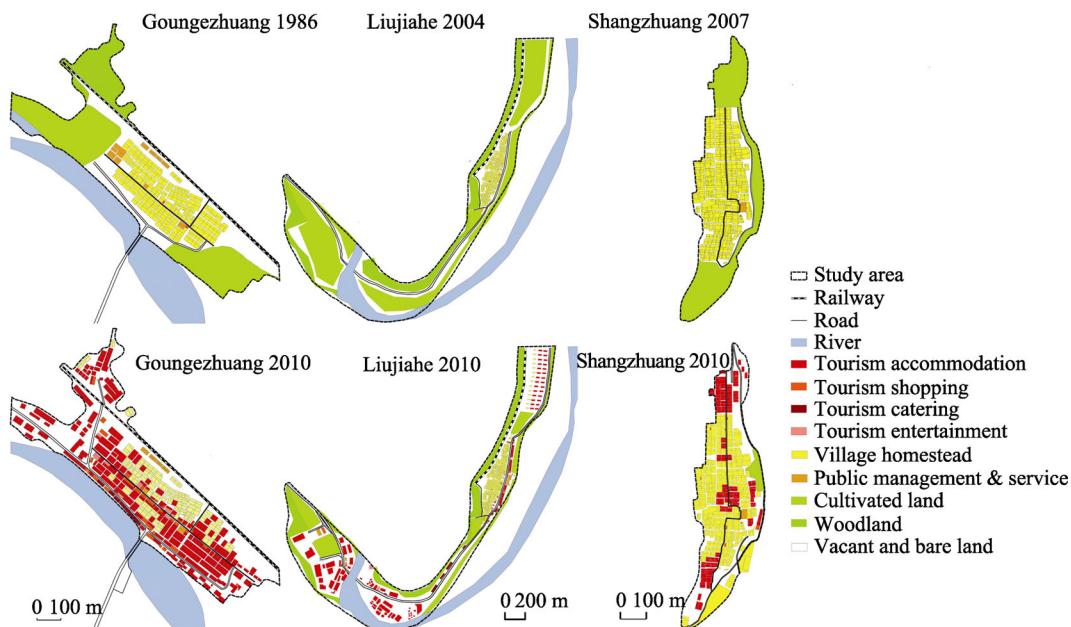 Goungezhuang 1986
Liujiahe 2004
Shangzhuang 2007
Study area
Railway
Road
River
Tourism accommodation
Tourism shopping
Tourism catering
Tourism entertainment
Village homestead
Public management & service
Cultivated land
Woodland
Vacant and bare land
Goungezhuang 2010
Liujiahe 2010
Shangzhuang 2010
0 100 m
0 200 m
0 100 m